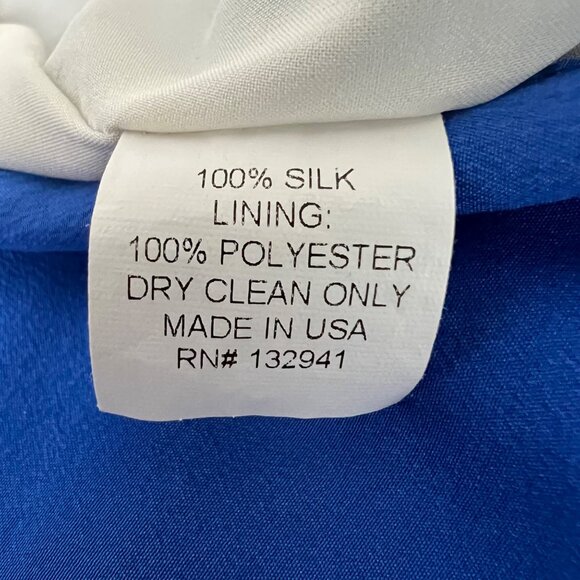 100% SILK
LINING:
100% POLYESTER
DRY CLEAN ONLY
MADE IN USA
RN# 132941